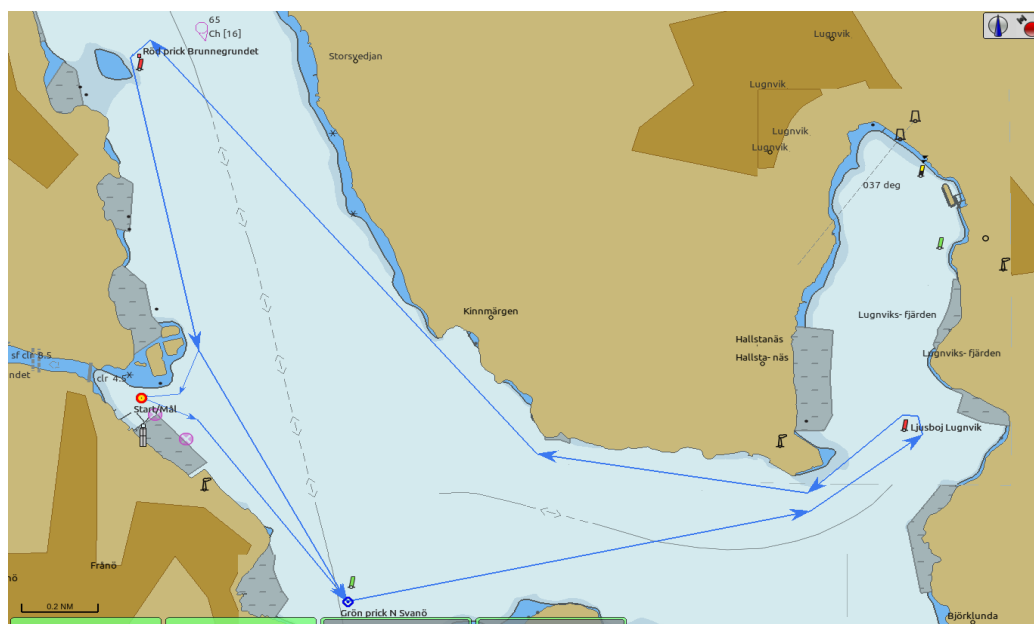 65
Ch [16]
Röd prick Brunnegrundet
Storsvedjan
Lugnvik
Lugnvik
Lugnvik
Lugnvik
037 deg
Kinnmärgen
Lugnviks- fjärden
Hallstanäs
Hallsta- näs
Lugnviks- fjärden
sf clr 8.5
ndet
clr 4.5
Start/Mål
Ljusboj Lugnvik
Frånö
nö
0.2 NM
Grön prick N Svanö
Björklunda